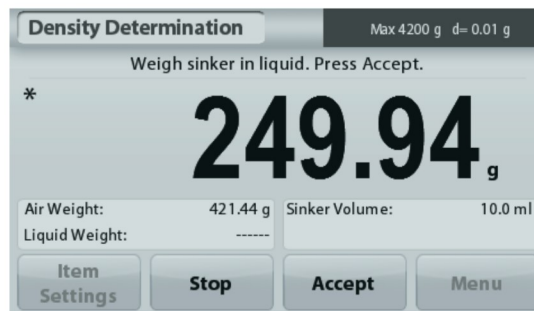 Density Determination Max 4200 g d= 0.01 g
Weigh sinker in liquid. Press Accept.
*
249.94 g
Air Weight: 421.44 g Sinker Volume: 10.0 ml
Liquid Weight: ------
Item Settings Stop Accept Menu